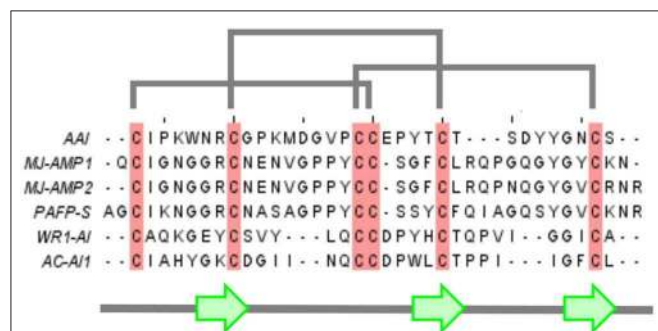 AAI --CIPKWNRCGPKMDGVPCCEPYTCT---SDYYGNCS--
MJ-AMP1 -QCIGNGGRCNENVGPPYCC-SGFCLRQPGQGYGYCKN-
MJ-AMP2 --CIGNGGRCNENVGPPYCC-SGFCLRQPNQGYGVCRNR
PAFP-S AGCIKNGGRCNASAGPPYCC-SSYCFQIAGQSYGVCKNR
WR1-AI --CAQKGEYCSVY---LQCCDPYHCTQPVI--GGICA--
AC-AI1 --CIAHYGKCDGII--NQCCDPWLCTPPI---IGFCL--